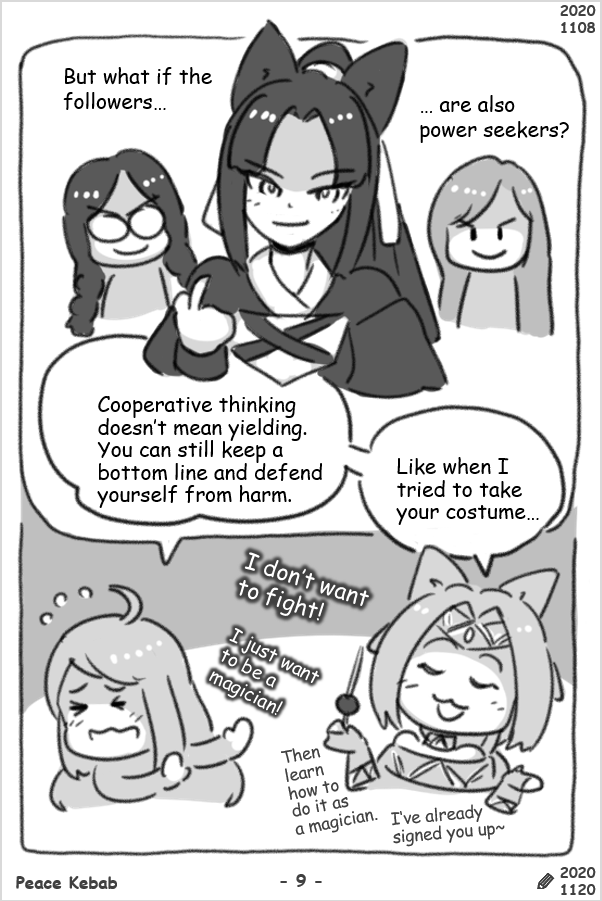 2020
1108
But what if the
followers...
... are also
power seekers?
Cooperative thinking
doesn't mean yielding.
You can still keep a
bottom line and defend
yourself from harm.
Like when I
tried to take
your costume...
I don't want
to fight!
I just want
to be a
magician!
Then
learn
how to
do it as
a magician.
I've already
signed you up~
Peace Kebab
- 9 -
2020
1120